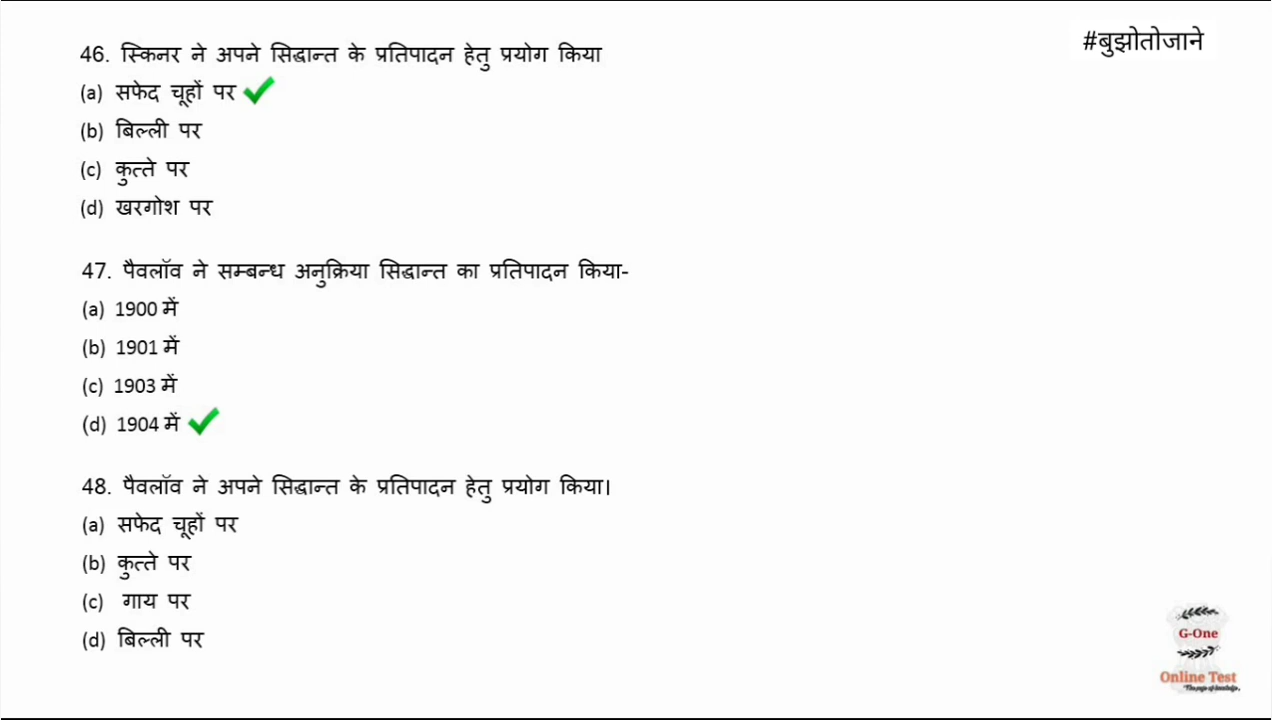 #बुझोतोजाने
46. स्किनर ने अपने सिद्धान्त के प्रतिपादन हेतु प्रयोग किया
(a) सफेद चूहों पर
(b) बिल्ली पर
(c) कुत्ते पर
(d) खरगोश पर
47. पैवलॉव ने सम्बन्ध अनुक्रिया सिद्धान्त का प्रतिपादन किया-
(a) 1900 में
(b) 1901 में
(c) 1903 में
(d) 1904 में
48. पैवलॉव ने अपने सिद्धान्त के प्रतिपादन हेतु प्रयोग किया।
(a) सफेद चूहों पर
(b) कुत्ते पर
(c) गाय पर
(d) बिल्ली पर
G-One
Online Test